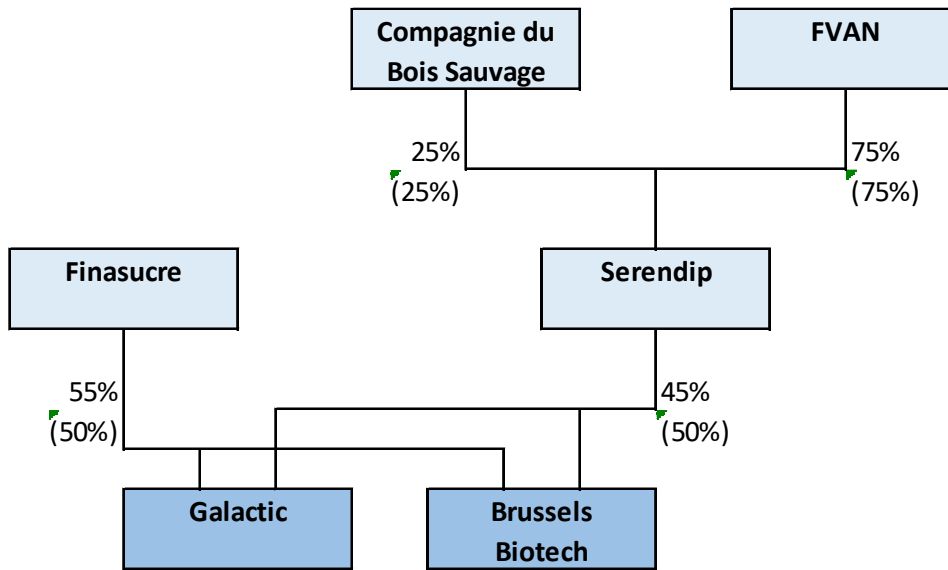 Compagnie du
Bois Sauvage
FVAN
25%
(25%)
75%
(75%)
Finasucre
Serendip
55%
(50%)
45%
(50%)
Galactic
Brussels
Biotech